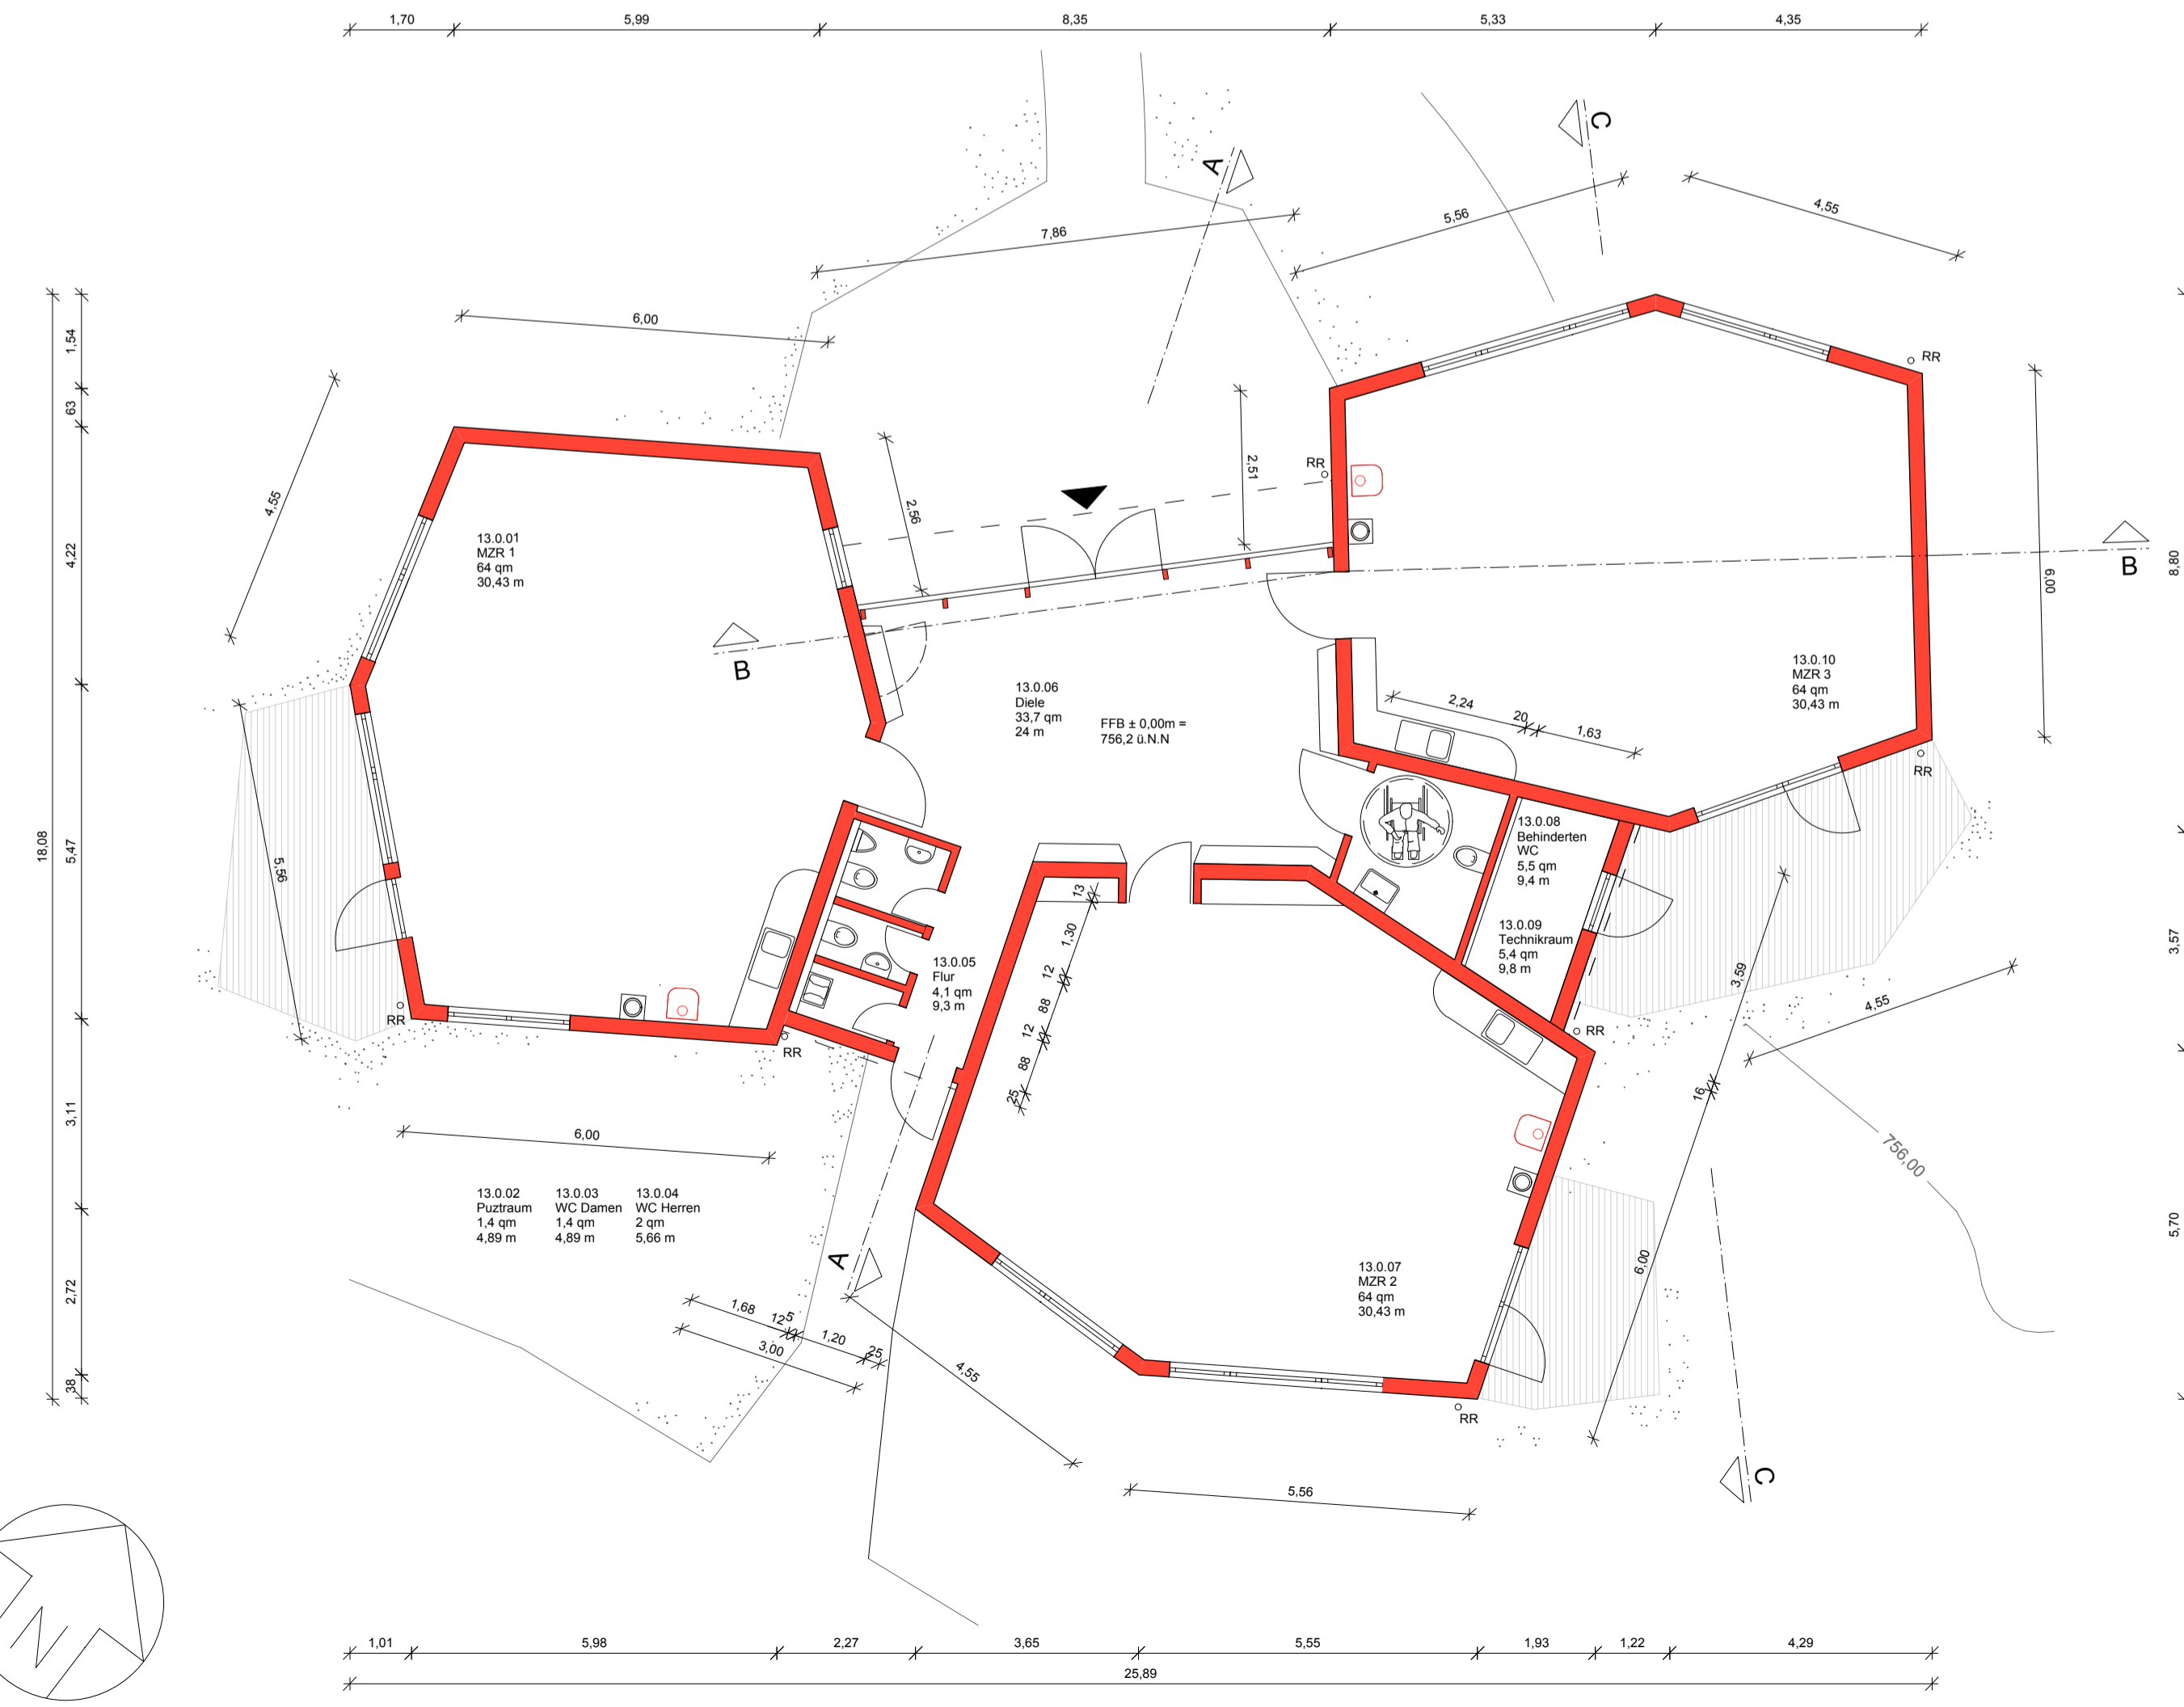 1,70
5,99
8,35
5,33
4,35
C
A
7,86
5,56
4,55
6,00
RR
1,54
63
4,22
18,08
5,47
3,11
2,72
38
4,55
2,56
2,51
RR
13.0.01
MZR 1
64 qm
30,43 m
B
B
8,80
6,00
13.0.06
Diele
33,7 qm
24 m
FFB ± 0,00m =
756,2 ü.N.N
13.0.10
MZR 3
64 qm
30,43 m
2,24
20
1,63
RR
5,56
13.0.08
Behinderten
WC
5,5 qm
9,4 m
13.0.09
Technikraum
5,4 qm
9,8 m
13.0.05
Flur
4,1 qm
9,3 m
13
1,30
12
88
12
88
25
3,59
3,57
4,55
RR
RR
RR
16
756,00
6,00
6,00
5,70
13.0.02
Puztraum
1,4 qm
4,89 m
13.0.03
WC Damen
1,4 qm
4,89 m
13.0.04
WC Herren
2 qm
5,66 m
A
13.0.07
MZR 2
64 qm
30,43 m
1,68
12⁵
1,20
25
3,00
4,55
RR
C
5,56
N
1,01
5,98
2,27
3,65
5,55
1,93
1,22
4,29
25,89